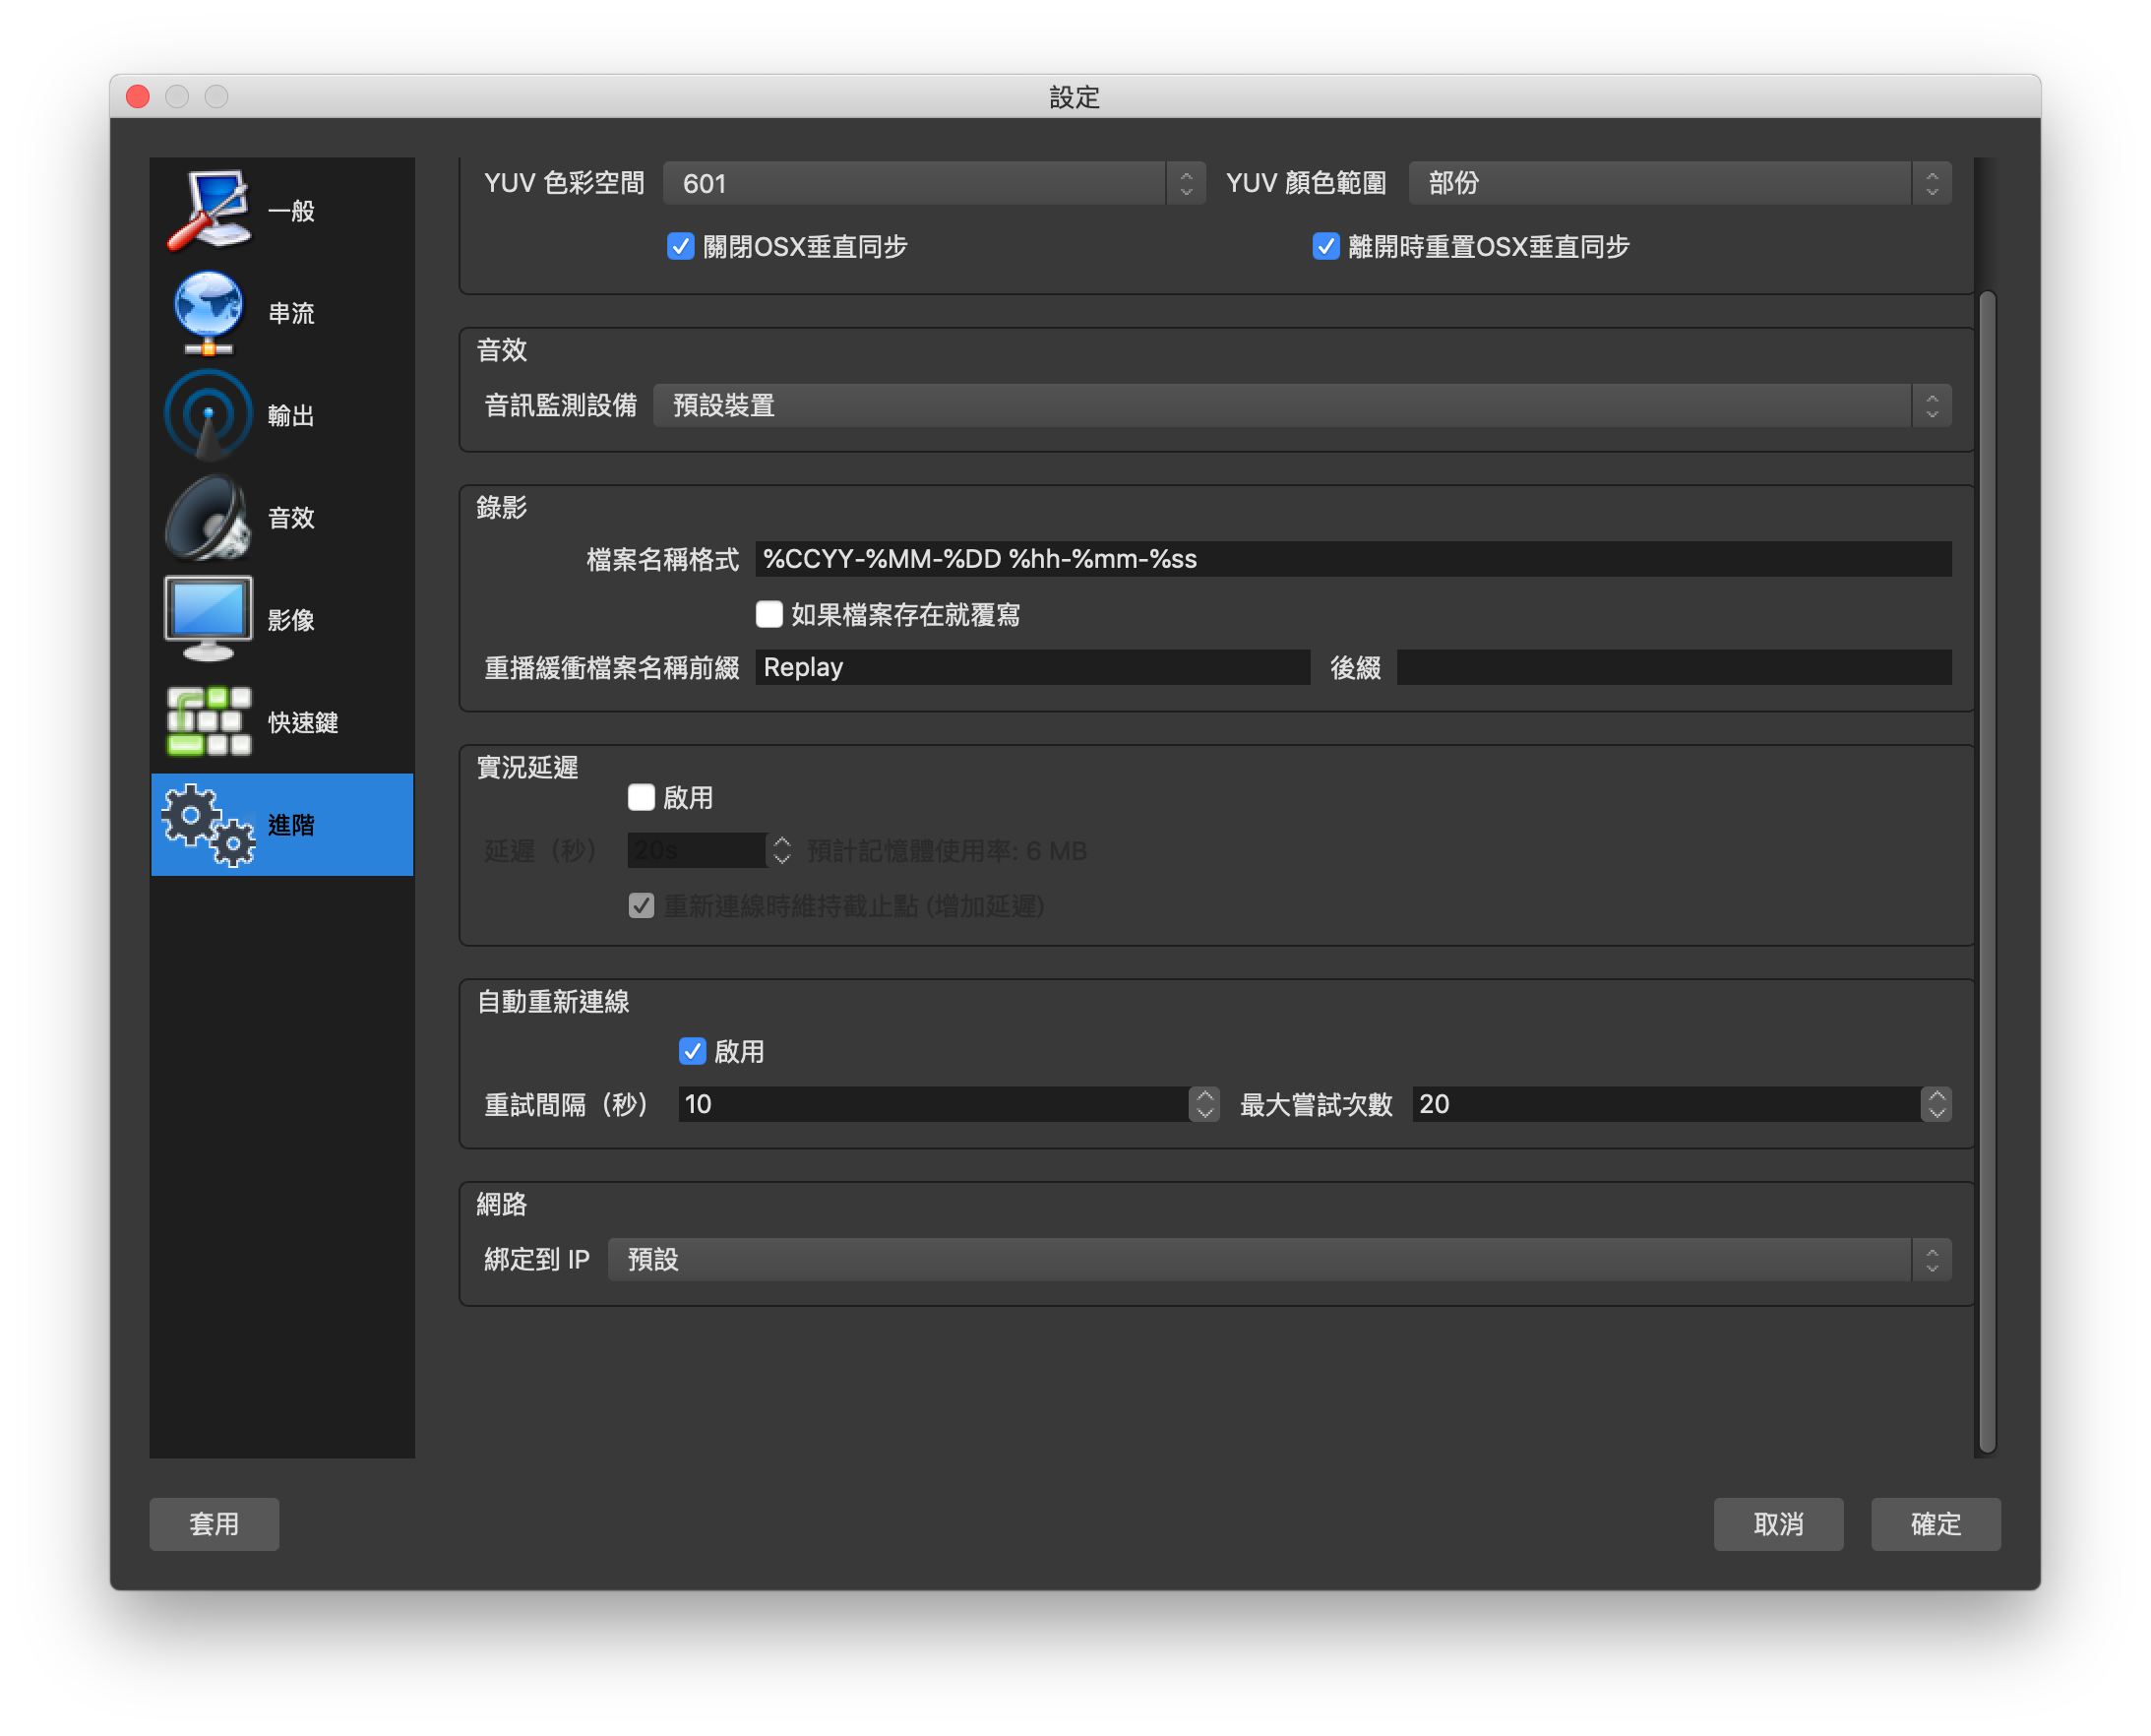 設定
一般
串流
輸出
音效
影像
快速鍵
進階
YUV 色彩空間 601 YUV 顏色範圍 部份
關閉OSX垂直同步 離開時重置OSX垂直同步
音效
音訊監測設備 預設裝置
錄影
檔案名稱格式 %CCYY-%MM-%DD %hh-%mm-%ss
如果檔案存在就覆寫
重播緩衝檔案名稱前綴 Replay 後綴
實況延遲
啟用
延遲（秒） 20s 預計記憶體使用率: 6 MB
重新連線時維持截止點 (增加延遲)
自動重新連線
啟用
重試間隔（秒） 10 最大嘗試次數 20
網路
綁定到 IP 預設
套用 取消 確定